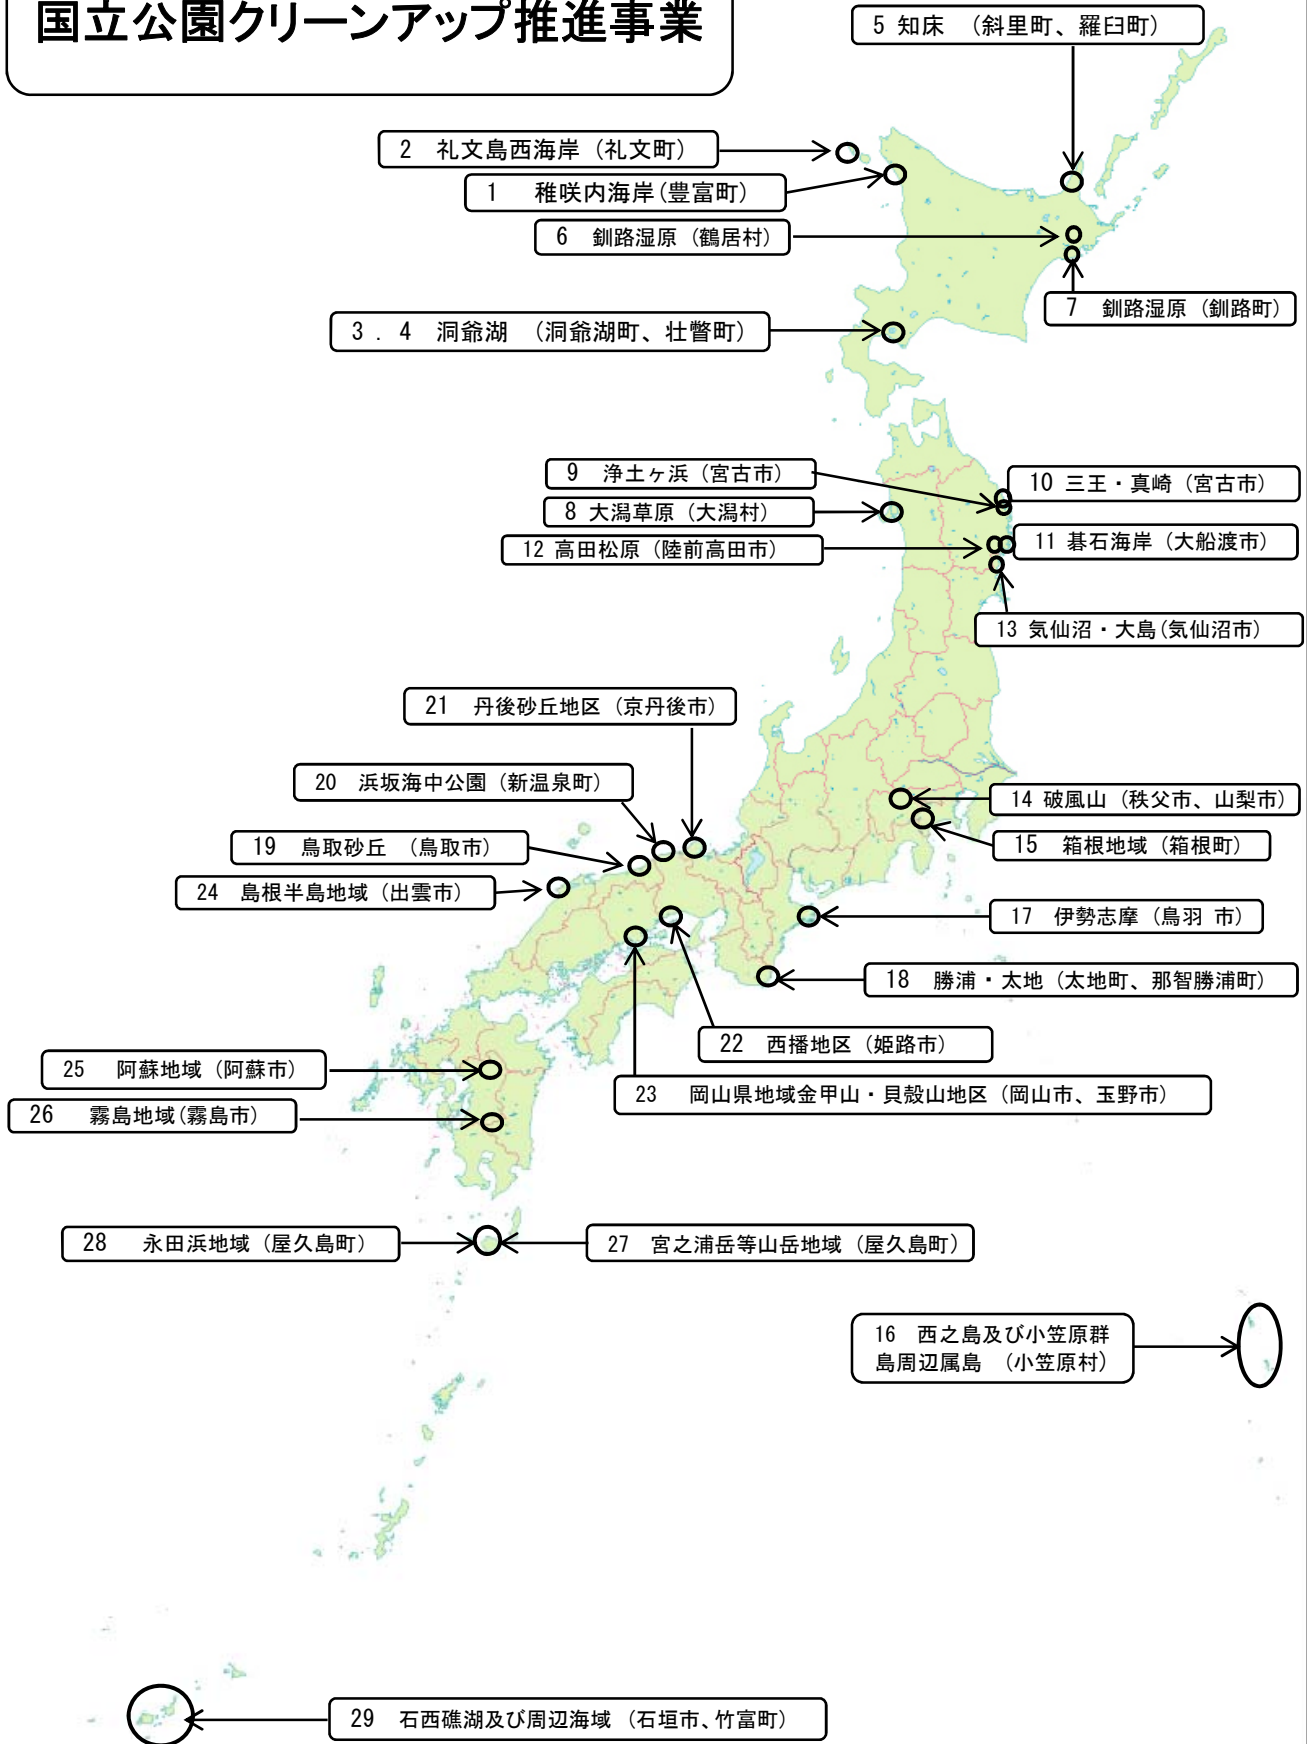 国立公園クリーンアップ推進事業
5 知床 （斜里町、羅臼町）
2 礼文島西海岸（礼文町）
1 稚咲内海岸(豊富町)
6 釧路湿原（鶴居村）
7 釧路湿原（釧路町）
3．4 洞爺湖 （洞爺湖町、壮瞥町）
9 浄土ヶ浜（宮古市）
10 三王・真崎（宮古市）
8 大潟草原（大潟村）
12 高田松原（陸前高田市）
11 碁石海岸（大船渡市）
13 気仙沼・大島(気仙沼市）
21 丹後砂丘地区（京丹後市）
20 浜坂海中公園（新温泉町）
14 破風山（秩父市、山梨市）
19 鳥取砂丘 （鳥取市）
15 箱根地域（箱根町）
24 島根半島地域（出雲市）
17 伊勢志摩（鳥羽 市）
18 勝浦・太地（太地町、那智勝浦町）
22 西播地区（姫路市）
25 阿蘇地域（阿蘇市）
23 岡山県地域金甲山・貝殻山地区（岡山市、玉野市）
26 霧島地域(霧島市）
28 永田浜地域（屋久島町）
27 宮之浦岳等山岳地域（屋久島町）
16 西之島及び小笠原群
島周辺属島 （小笠原村）
29 石西礁湖及び周辺海域 （石垣市、竹富町）